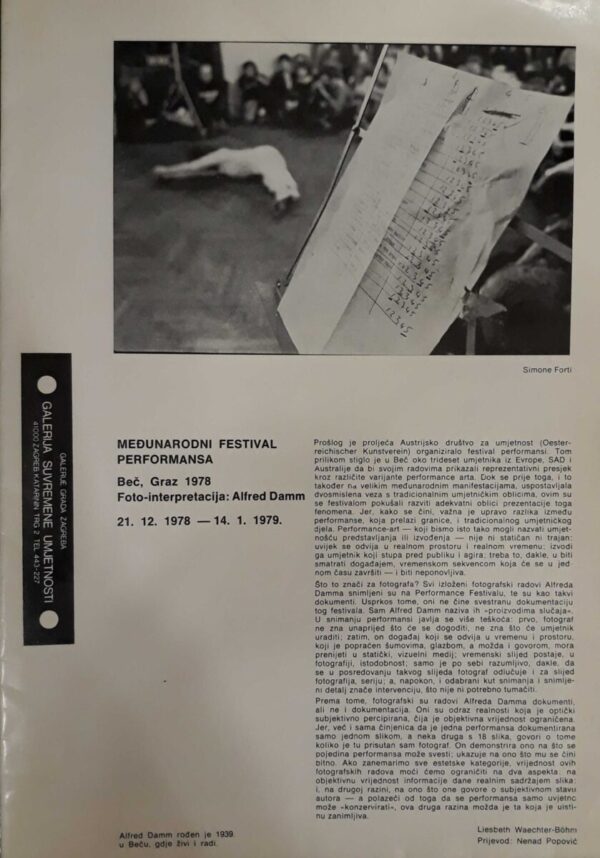 Simone Forti
GALERIJE GRADA ZAGREBA
GALERIJA SUVREMENE UMJETNOSTI
41000 ZAGREB KATARININ TRG 2 TEL 443-227
MEĐUNARODNI FESTIVAL
PERFORMANSA
Beč, Graz 1978
Foto-interpretacija: Alfred Damm
21. 12. 1978 — 14. 1. 1979.
Prošlog je proljeća Austrijsko društvo za umjetnost (Oester-
reichischer Kunstverein) organiziralo festival performansi. Tom
prilikom stiglo je u Beč oko trideset umjetnika iz Evrope, SAD i
Australije da bi svojim radovima prikazali reprezentativni presjek
kroz različite varijante performance arta. Dok se prije toga, i to
također na velikim međunarodnim manifestacijama, uspostavljala
dvosmislena veza s tradicionalnim umjetničkim oblicima, ovim su
se festivalom pokušali razviti adekvatni oblici prezentacije toga
fenomena. Jer, kako se čini, važna je upravo razlika između
performanse, koja prelazi granice, i tradicionalnog umjetničkog
djela. Performance-art — koji bismo isto tako mogli nazvati umjet-
nošću predstavljanja ili izvođenja — nije ni statičan ni trajan:
uvijek se odvija u realnom prostoru i realnom vremenu; izvodi
ga umjetnik koji stupa pred publiku i agira; treba to, dakle, u biti
smatrati događajem, vremenskom sekvencom koja će se u jed-
nom času završiti — i biti neponovljiva.
Što to znači za fotografa? Svi izloženi fotografski radovi Alfreda
Damma snimljeni su na Performance Festivalu, te su kao takvi
dokumenti. Usprkos tome, oni ne čine svestranu dokumentaciju
tog festivala. Sam Alfred Damm naziva ih »proizvodima slučaja«.
U snimanju performansi javlja se više teškoća: prvo, fotograf
ne zna unaprijed što će se dogoditi, ne zna što će umjetnik
uraditi; zatim, on događaj koji se odvija u vremenu i prostoru,
koji je popraćen šumovima, glazbom, a možda i govorom, mora
prenijeti u statički, vizuelni medij; vremenski slijed postaje, u
fotografiji, istodobnost; samo je po sebi razumljivo, dakle, da
se u posredovanju takvog slijeda fotograf odlučuje i za slijed
fotografija, seriju; a, napokon, i odabrani kut snimanja i snimlje-
ni detalj znače intervenciju, što nije ni potrebno tumačiti.
Prema tome, fotografski su radovi Alfreda Damma dokumenti,
ali ne i dokumentacija. Oni su odraz realnosti koja je optički
subjektivno percipirana, čija je objektivna vrijednost ograničena.
Jer, već i sama činjenica da je jedna performansa dokumentirana
samo jednom slikom, a neka druga s 18 slika, govori o tome
koliko je tu prisutan sam fotograf. On demonstrira ono na što se
pojedina performansa može svesti; ukazuje na ono što mu se čini
bitno. Ako zanemarimo sve estetske kategorije, vrijednost ovih
fotografskih radova moći ćemo ograničiti na dva aspekta: na
objektivnu vrijednost informacije dane realnim sadržajem slika;
i, na drugoj razini, na ono što one govore o subjektivnom stavu
autora — a polazeći od toga da se performansa samo uvjetno
može »konzervirati«, ova druga razina možda je ta koja je uisti-
nu zanimljiva.
Liesbeth Waechter-Böhm
Prijevod: Nenad Popović
Alfred Damm rođen je 1939.
u Beču, gdje živi i radi.